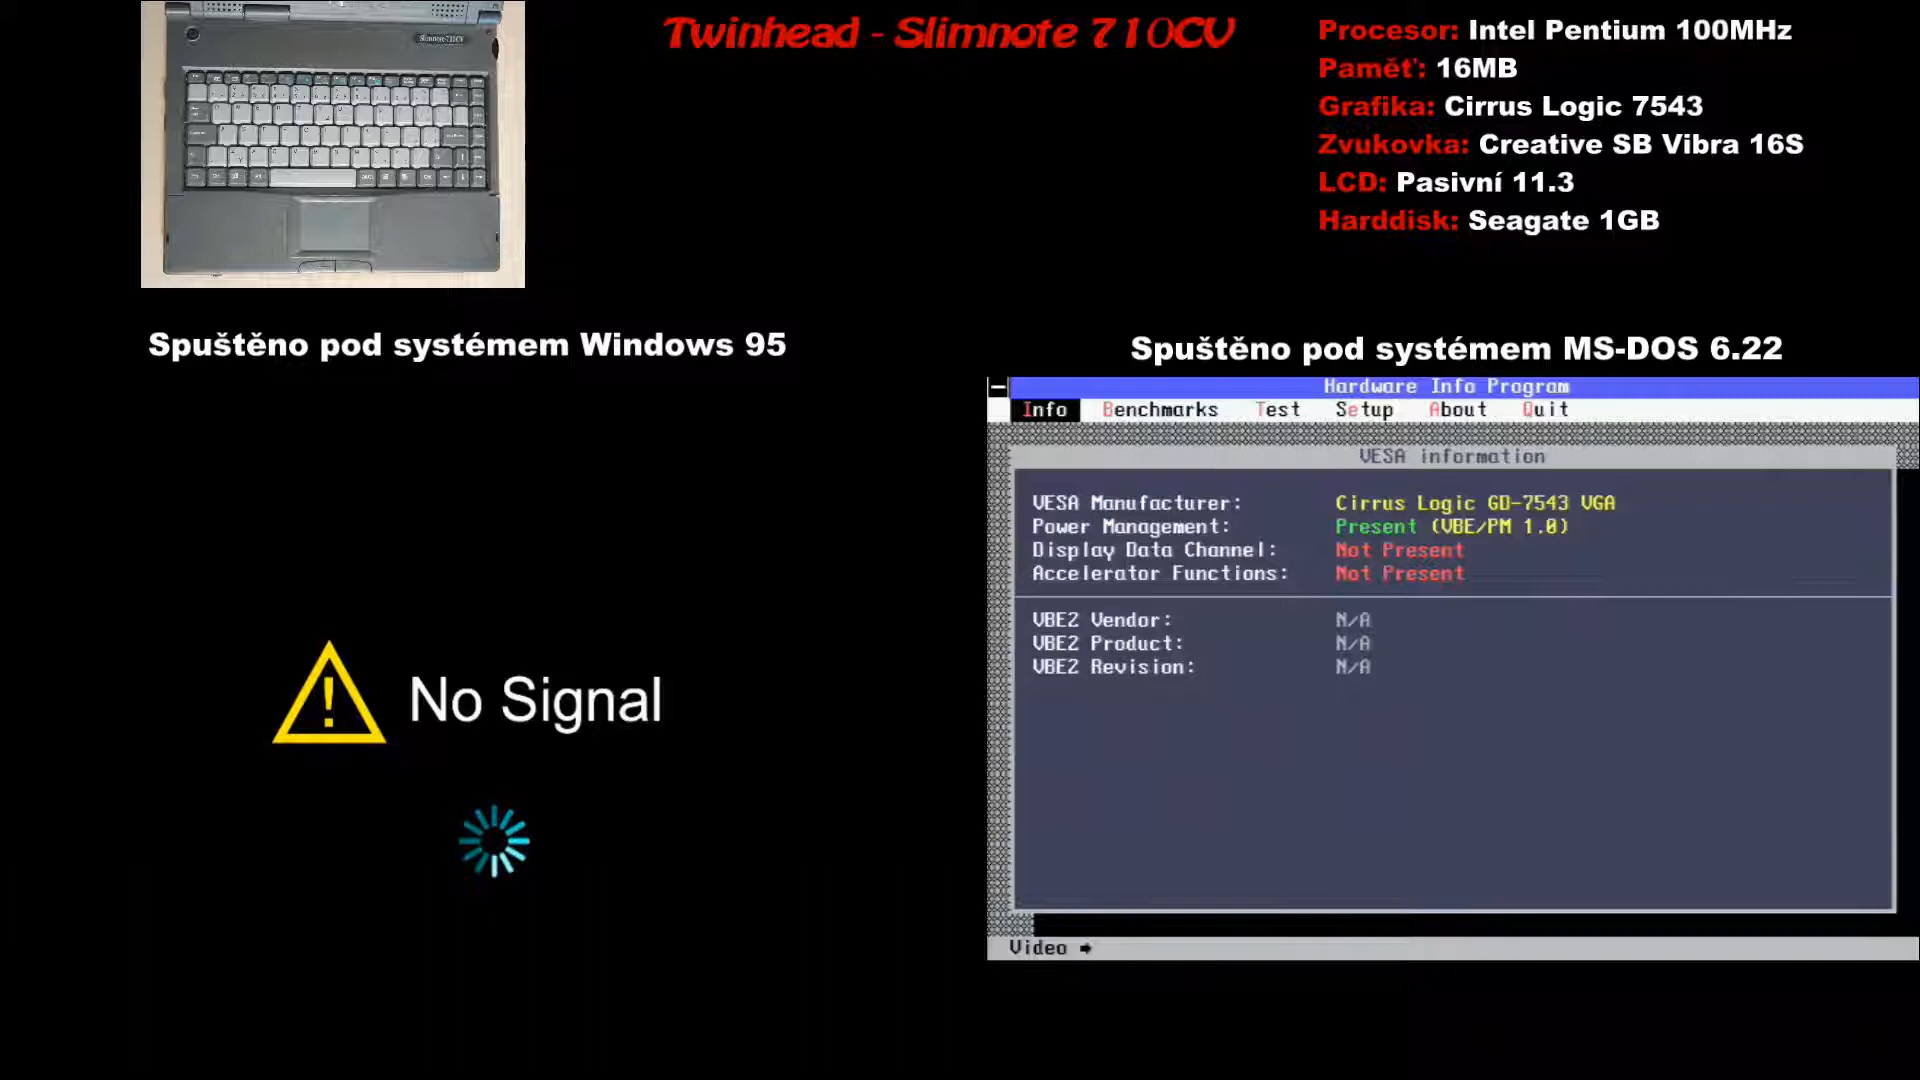 Slimnote 710CV
Twinhead - Slimnote 710CV
Procesor: Intel Pentium 100MHz
Paměť: 16MB
Grafika: Cirrus Logic 7543
Zvukovka: Creative SB Vibra 16S
LCD: Pasivní 11.3
Harddisk: Seagate 1GB
Spuštěno pod systémem Windows 95
No Signal
Spuštěno pod systémem MS-DOS 6.22
Hardware Info Program
Info Benchmarks Test Setup About Quit
VESA information
VESA Manufacturer: Cirrus Logic GD-7543 VGA
Power Management: Present (VBE/PM 1.0)
Display Data Channel: Not Present
Accelerator Functions: Not Present
VBE2 Vendor: N/A
VBE2 Product: N/A
VBE2 Revision: N/A
Video